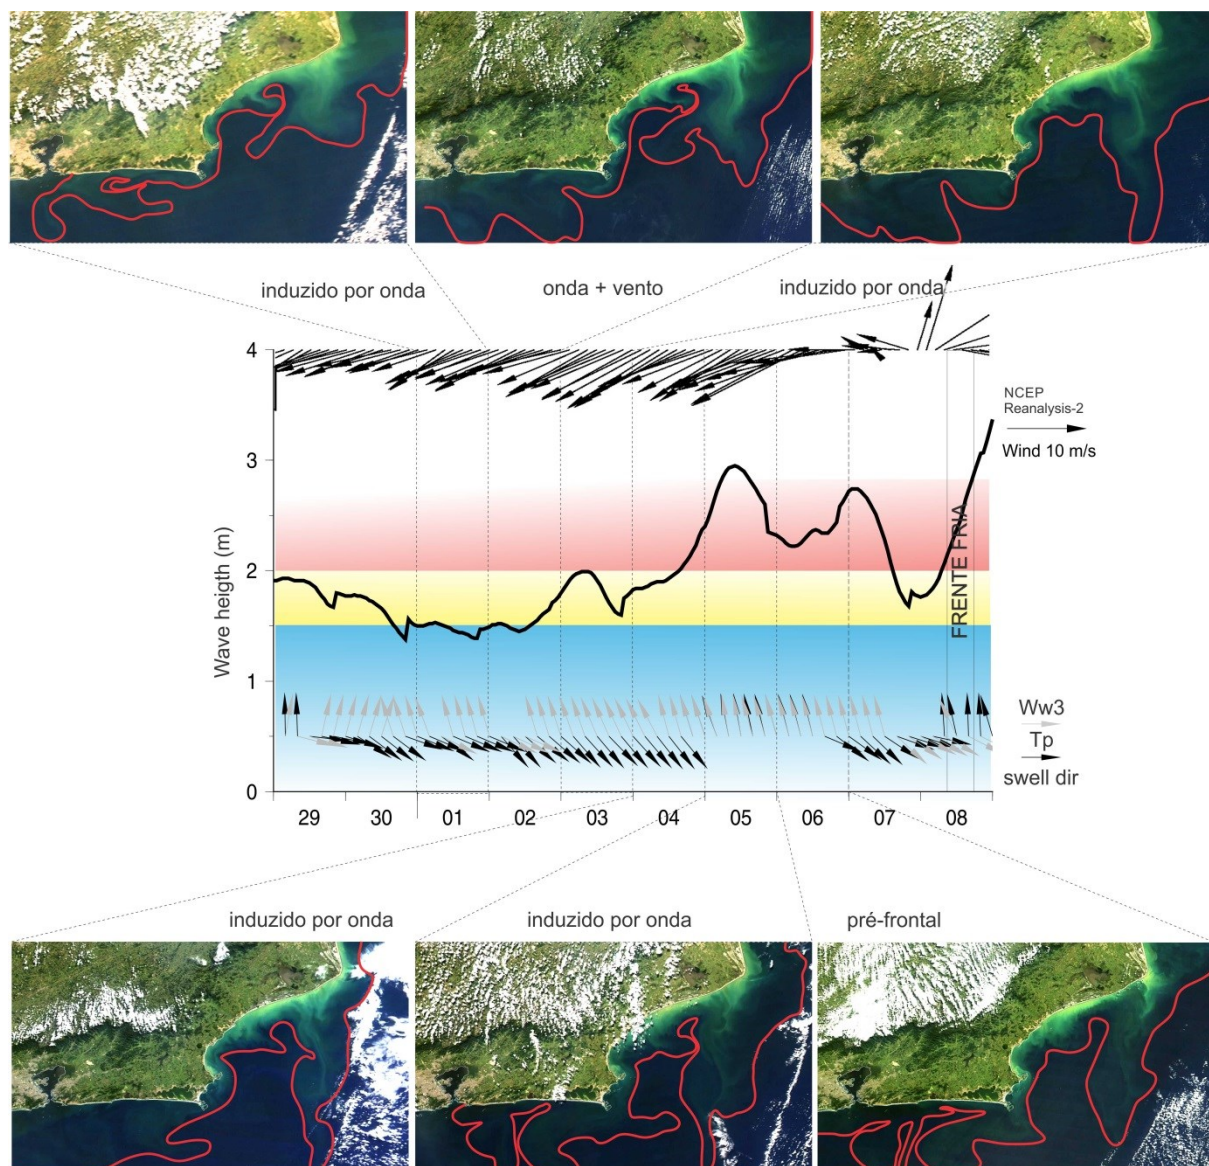 induzido por onda
onda + vento
induzido por onda
4
3
2
1
0
Wave heigth (m)
NCEP
Reanalysis-2
Wind 10 m/s
FRENTE FRIA
Ww3
Tp
swell dir
29 30 01 02 03 04 05 06 07 08
induzido por onda
induzido por onda
pré-frontal